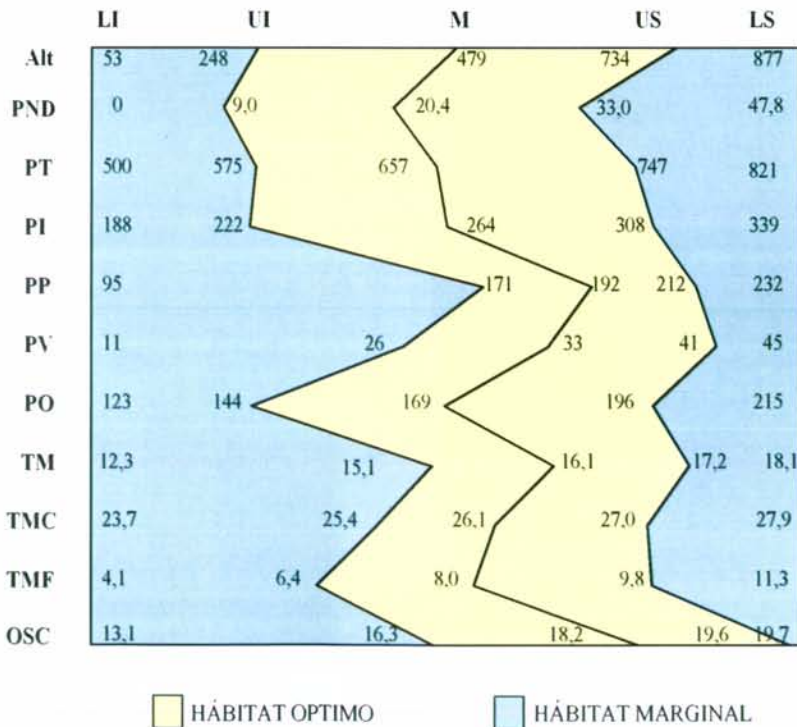 LI UI M US LS
Alt 53 248 479 734 877
PND 0 9,0 20,4 33,0 47,8
PT 500 575 657 747 821
PI 188 222 264 308 339
PP 95 171 192 212 232
PV 11 26 33 41 45
PO 123 144 169 196 215
TM 12,3 15,1 16,1 17,2 18,1
TMC 23,7 25,4 26,1 27,0 27,9
TMF 4,1 6,4 8,0 9,8 11,3
OSC 13,1 16,3 18,2 19,6 19,7
HÁBITAT OPTIMO HÁBITAT MARGINAL